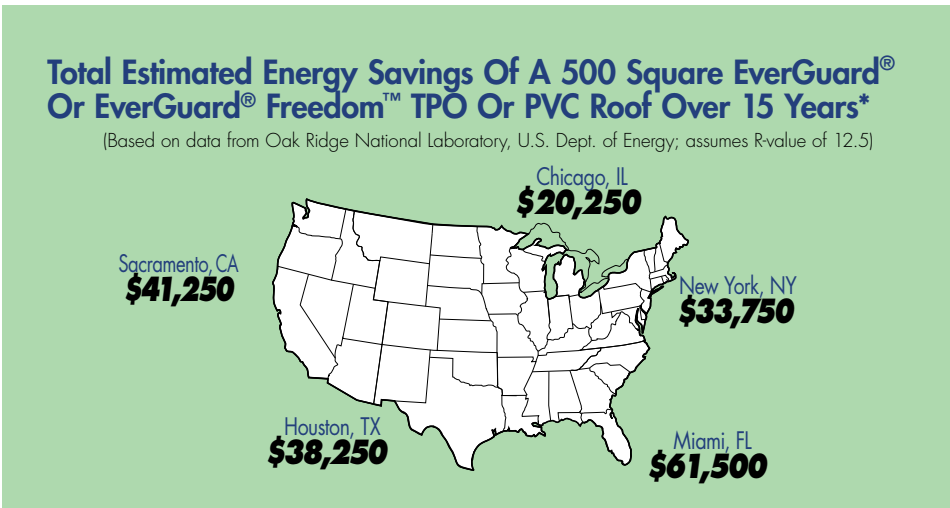 Total Estimated Energy Savings Of A 500 Square EverGuard®
Or EverGuard® Freedom™ TPO Or PVC Roof Over 15 Years*
(Based on data from Oak Ridge National Laboratory, U.S. Dept. of Energy; assumes R-value of 12.5)
Chicago, IL
$20,250
Sacramento, CA
$41,250
New York, NY
$33,750
Houston, TX
$38,250
Miami, FL
$61,500